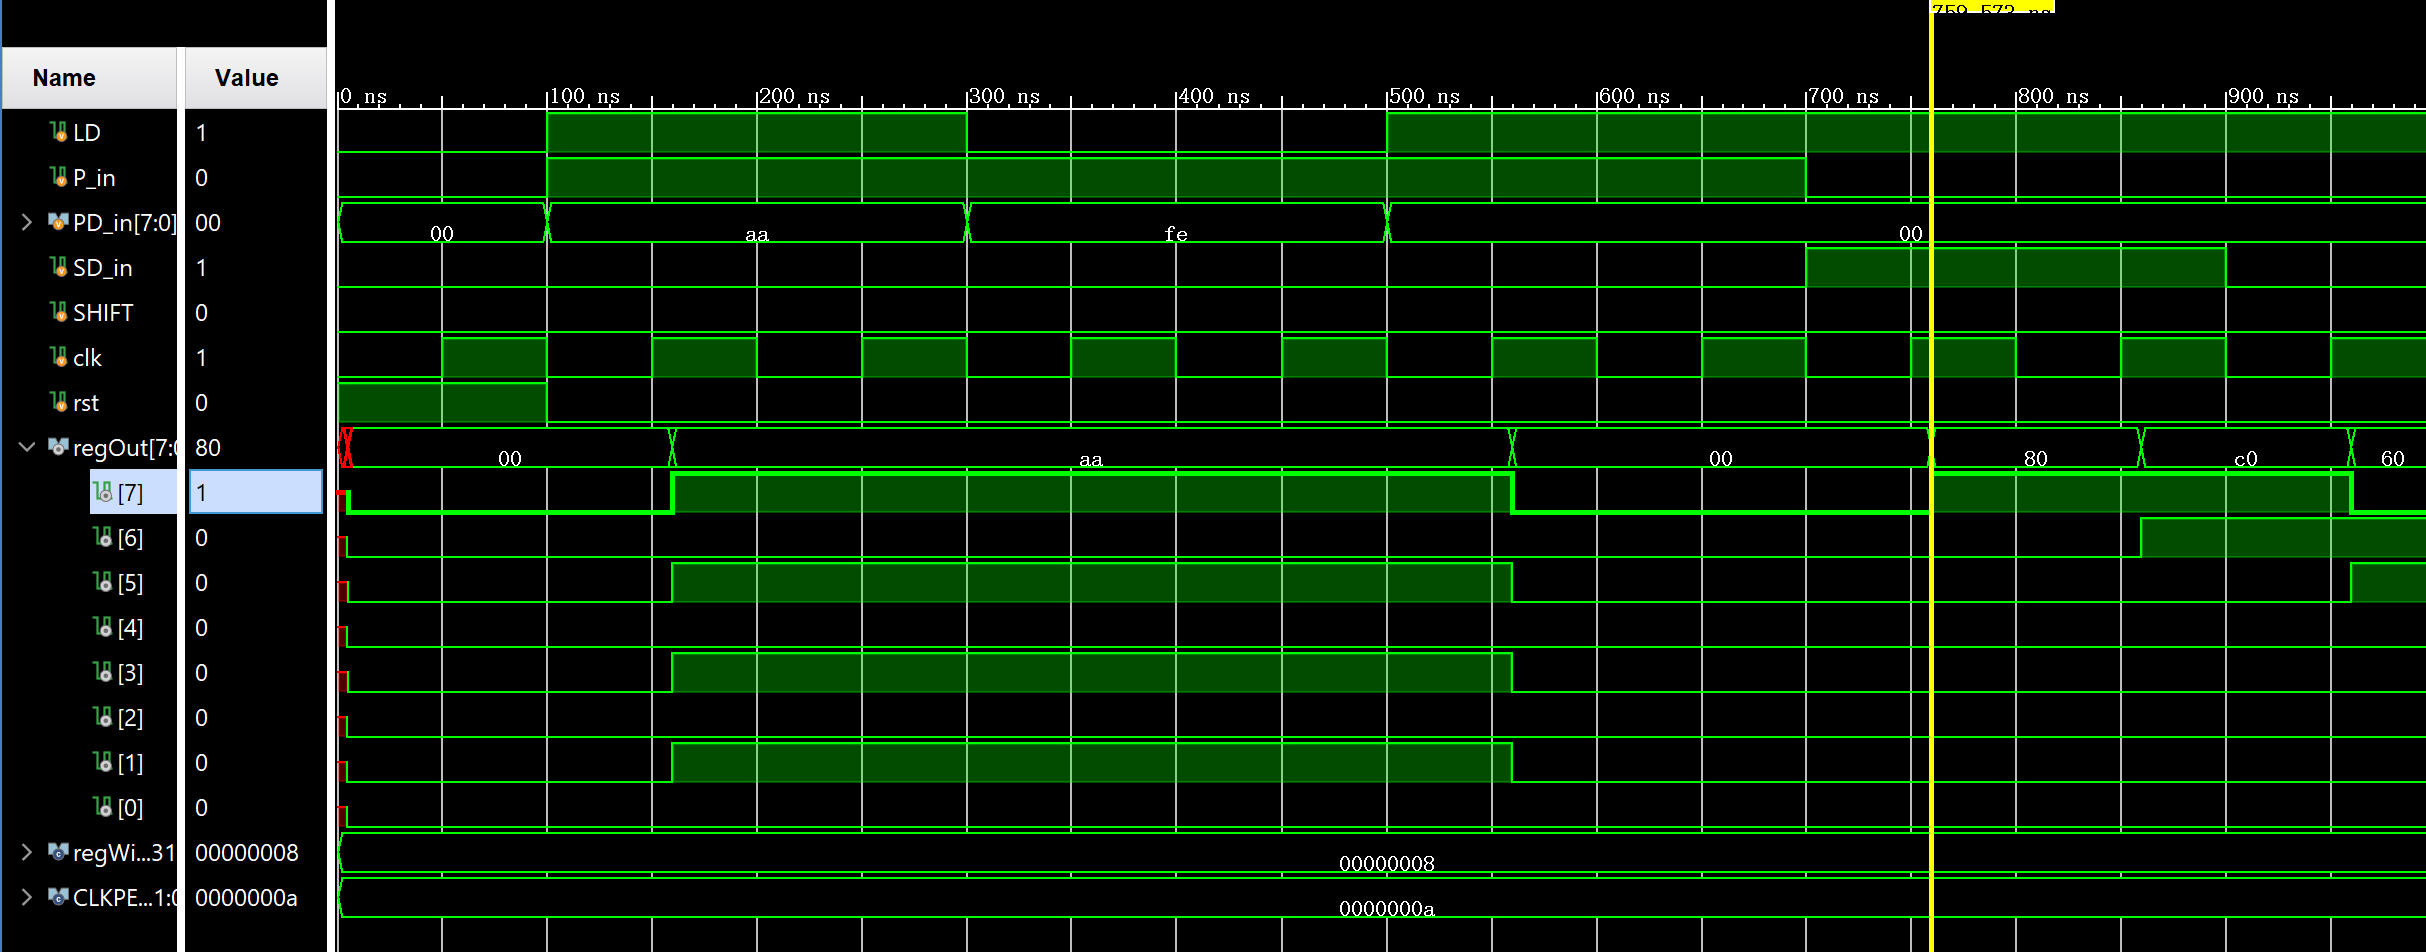 759.573 ns
Name Value
0 ns 100 ns 200 ns 300 ns 400 ns 500 ns 600 ns 700 ns 800 ns 900 ns
LD 1
P_in 0
PD_in[7:0] 00 00 aa fe 00
SD_in 1
SHIFT 0
clk 1
rst 0
regOut[7:0 80 00 aa 00 80 c0 60
[7] 1
[6] 0
[5] 0
[4] 0
[3] 0
[2] 0
[1] 0
[0] 0
regWi...31 00000008 00000008
CLKPE...1:0 0000000a 0000000a